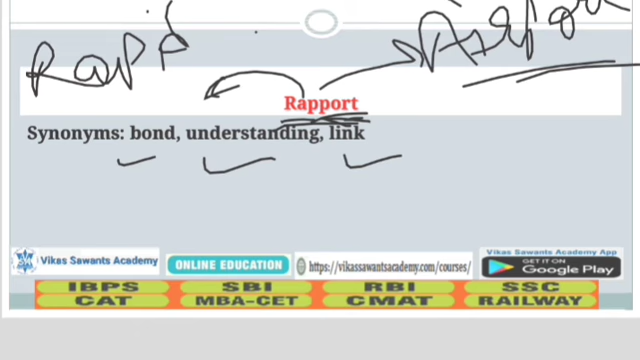 Rapp
Airport
Rapport
Synonyms: bond, understanding, link
Vikas Sawants Academy
ONLINE EDUCATION
https://vikassawantsacademy.com/courses/
Vikas Sawants Academy App
GET IT ON
Google Play
IBPS SBI RBI SSC
CAT MBA-CET CMAT RAILWAY